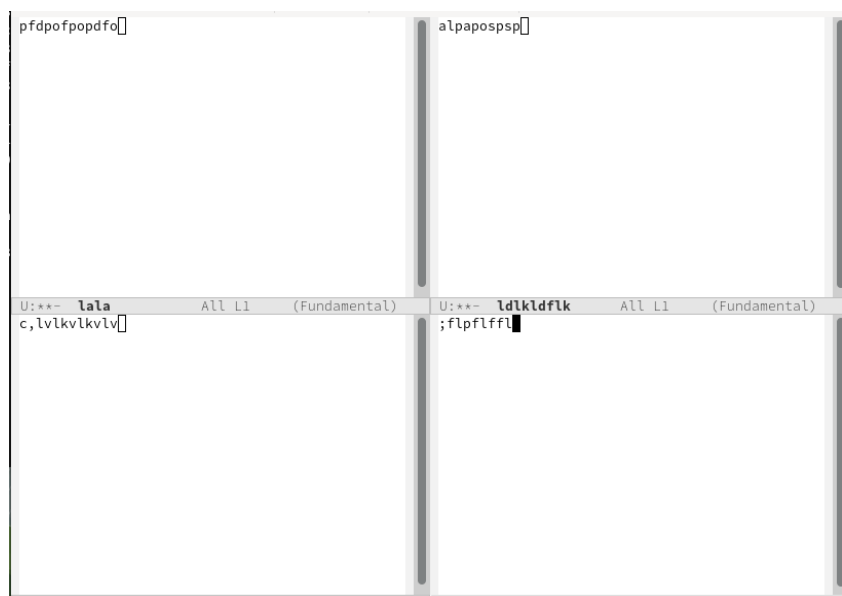 pfdpofpopdfo
alpapospsp
U:**-  lala          All L1     (Fundamental)
U:**-  ldlkldflk      All L1     (Fundamental)
c,lvlkvlkvlv
;flpflffl